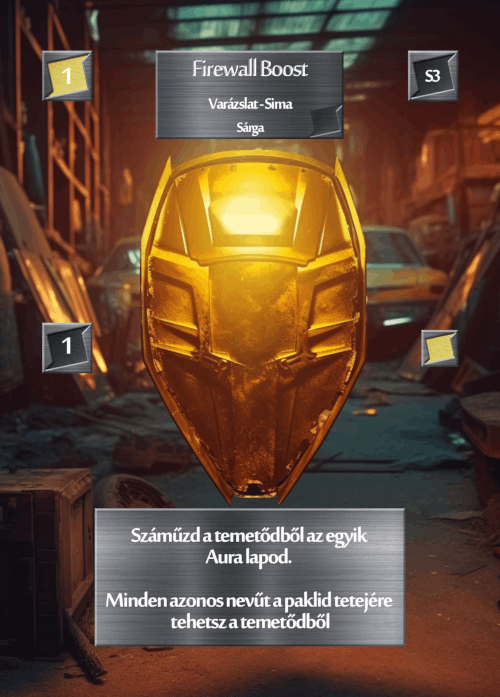 1
Firewall Boost
S3
Varázslat - Sima
Sárga
1
Száműzd a temetődből az egyik
Aura lapod.
Minden azonos nevűt a paklid tetejére
tehetsz a temetődből